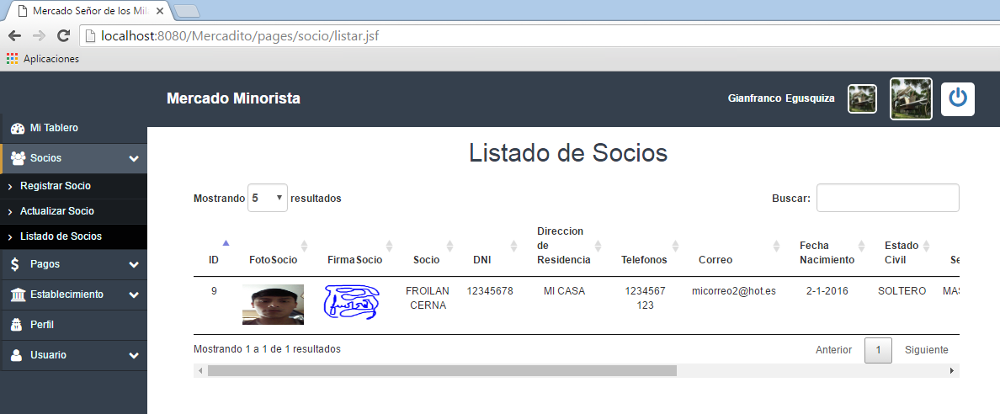 Mercado Señor de los Mil
localhost:8080/Mercadito/pages/socio/listar.jsf
Aplicaciones
Mercado Minorista
Gianfranco Egusquiza
Mi Tablero
Socios
Registrar Socio
Actualizar Socio
Listado de Socios
Pagos
Establecimiento
Perfil
Usuario
Listado de Socios
Mostrando 5 resultados
Buscar:
ID
FotoSocio
FirmaSocio
Socio
DNI
Direccion
de
Residencia
Telefonos
Correo
Fecha
Nacimiento
Estado
Civil
Se
9
FROILAN
CERNA
12345678
MI CASA
1234567
123
micorreo2@hot.es
2-1-2016
SOLTERO
MAS
Mostrando 1 a 1 de 1 resultados
Anterior 1 Siguiente